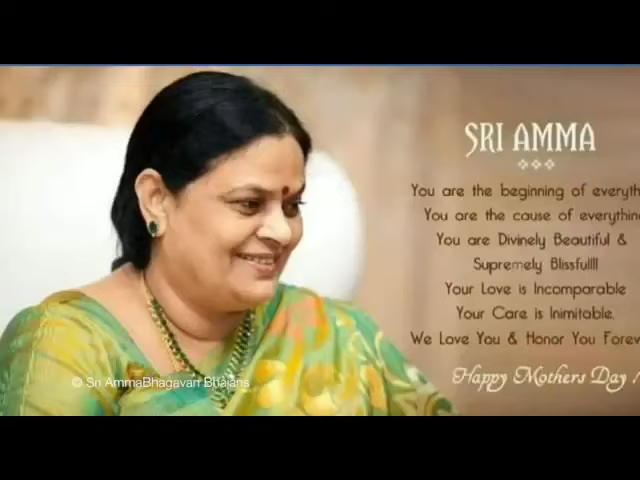 SRI AMMA
You are the beginning of everyth
You are the cause of everything
You are Divinely Beautiful &
Supremely Blissful!!!
Your Love is Incomparable
Your Care is Inimitable.
We Love You & Honor You Forev
Happy Mothers Day
© Sri AmmaBhagavan Bhajans